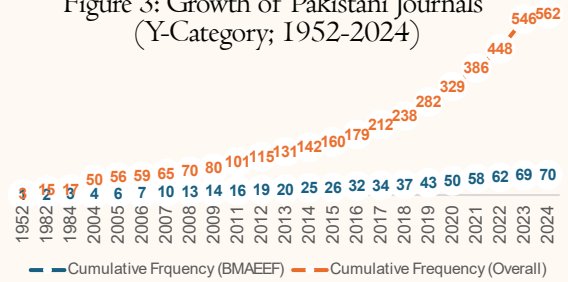 Figure 3: Growth of Pakistani Journals
(Y-Category; 1952-2024)
15 17 50 56 59 65 70 80 101 115 131 142 160 179 212 238 282 329 386 448 546 562
2 3 4 6 7 10 13 14 16 19 20 25 26 32 34 37 43 50 58 62 69 70
1952 1982 1984 2004 2005 2006 2007 2008 2009 2011 2012 2013 2014 2015 2016 2017 2018 2019 2020 2021 2022 2023 2024
Cumulative Frquency (BMAEEF) Cumulative Frequency (Overall)